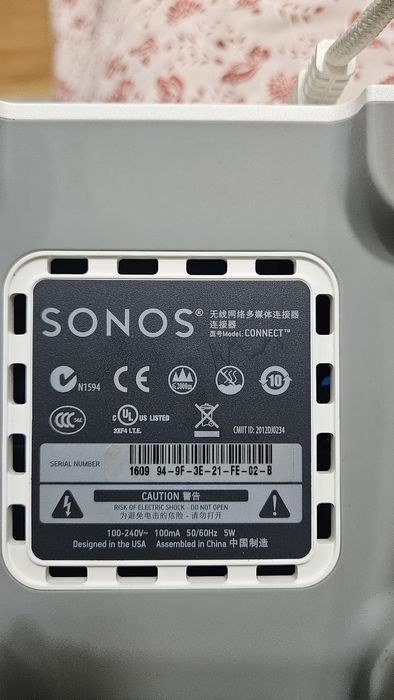 SONOS® 无线网络多媒体连接器
连接器
型号Model: CONNECT™
N1594
≤2000m
10
CCC S&E
C UL US LISTED
3XF4 I.T.E.
CMIIT ID: 2012DJ0234
SERIAL NUMBER
1609 94-9F-3E-21-FE-02-B
CAUTION 警告
RISK OF ELECTRIC SHOCK - DO NOT OPEN
为避免电击的危险 - 请勿打开
100-240V~ 100mA 50/60Hz 5W
Designed in the USA Assembled in China 中国制造